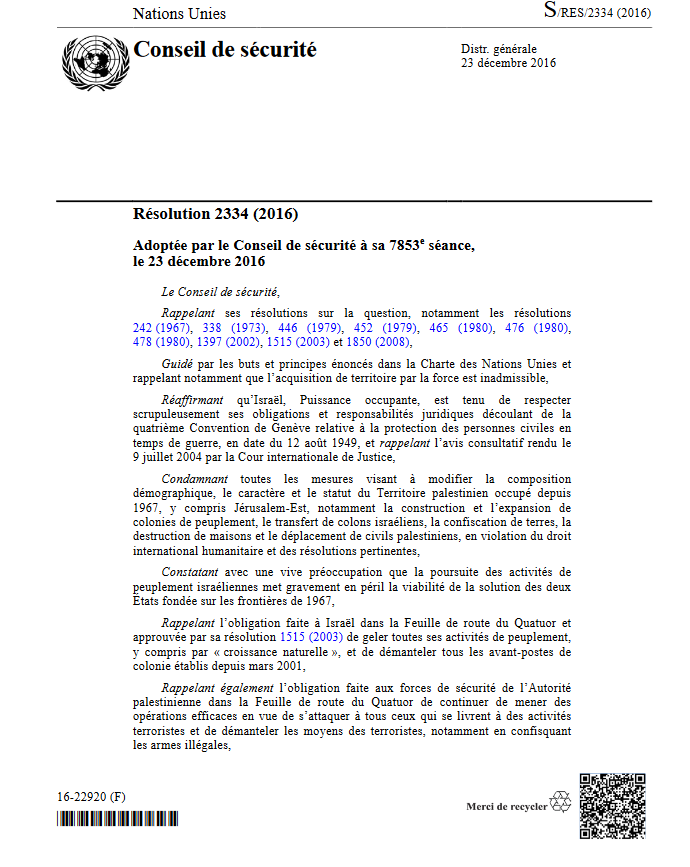 Nations Unies S/RES/2334 (2016)
Conseil de sécurité Distr. générale
23 décembre 2016
Résolution 2334 (2016)
Adoptée par le Conseil de sécurité à sa 7853e séance,
le 23 décembre 2016
Le Conseil de sécurité,
Rappelant ses résolutions sur la question, notamment les résolutions
242 (1967), 338 (1973), 446 (1979), 452 (1979), 465 (1980), 476 (1980),
478 (1980), 1397 (2002), 1515 (2003) et 1850 (2008),
Guidé par les buts et principes énoncés dans la Charte des Nations Unies et
rappelant notamment que l’acquisition de territoire par la force est inadmissible,
Réaffirmant qu’Israël, Puissance occupante, est tenu de respecter
scrupuleusement ses obligations et responsabilités juridiques découlant de la
quatrième Convention de Genève relative à la protection des personnes civiles en
temps de guerre, en date du 12 août 1949, et rappelant l’avis consultatif rendu le
9 juillet 2004 par la Cour internationale de Justice,
Condamnant toutes les mesures visant à modifier la composition
démographique, le caractère et le statut du Territoire palestinien occupé depuis
1967, y compris Jérusalem-Est, notamment la construction et l’expansion de
colonies de peuplement, le transfert de colons israéliens, la confiscation de terres, la
destruction de maisons et le déplacement de civils palestiniens, en violation du droit
international humanitaire et des résolutions pertinentes,
Constatant avec une vive préoccupation que la poursuite des activités de
peuplement israéliennes met gravement en péril la viabilité de la solution des deux
États fondée sur les frontières de 1967,
Rappelant l’obligation faite à Israël dans la Feuille de route du Quatuor et
approuvée par sa résolution 1515 (2003) de geler toutes ses activités de peuplement,
y compris par « croissance naturelle », et de démanteler tous les avant-postes de
colonie établis depuis mars 2001,
Rappelant également l’obligation faite aux forces de sécurité de l’Autorité
palestinienne dans la Feuille de route du Quatuor de continuer de mener des
opérations efficaces en vue de s’attaquer à tous ceux qui se livrent à des activités
terroristes et de démanteler les moyens des terroristes, notamment en confisquant
les armes illégales,
16-22920 (F)
Merci de recycler